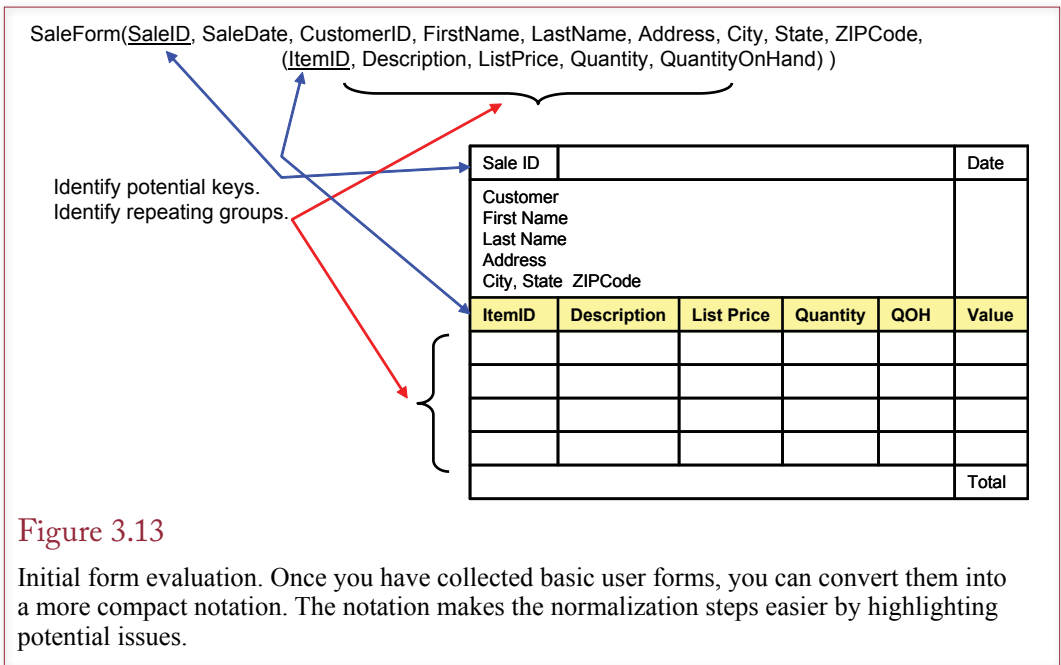 SaleForm(SaleID, SaleDate, CustomerID, FirstName, LastName, Address, City, State, ZIPCode,
(ItemID, Description, ListPrice, Quantity, QuantityOnHand) )
Identify potential keys.
Identify repeating groups.
Sale ID Date
Customer
First Name
Last Name
Address
City, State ZIPCode
ItemID Description List Price Quantity QOH Value
Total
Figure 3.13
Initial form evaluation. Once you have collected basic user forms, you can convert them into
a more compact notation. The notation makes the normalization steps easier by highlighting
potential issues.